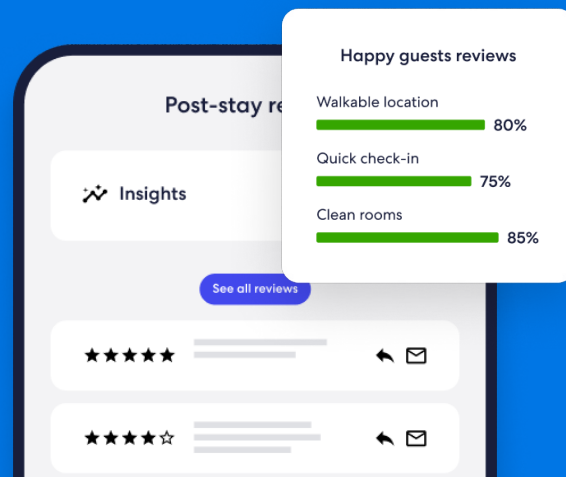 Happy guests reviews
Walkable location
80%
Quick check-in
75%
Clean rooms
85%
Post-stay
Insights
See all reviews